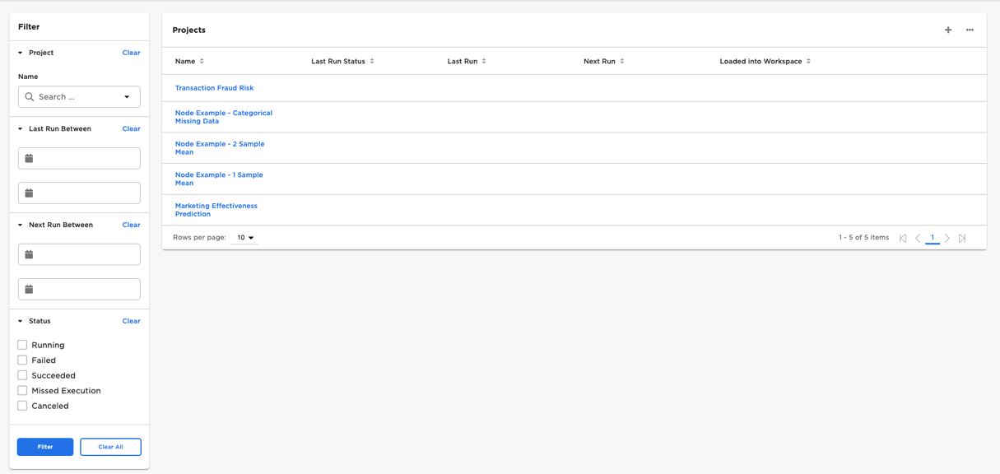 Filter
Project Clear
Name
Search ...
Last Run Between Clear
Next Run Between Clear
Status Clear
Running
Failed
Succeeded
Missed Execution
Canceled
Filter Clear All
Projects
Name Last Run Status Last Run Next Run Loaded into Workspace
Transaction Fraud Risk
Node Example - Categorical
Missing Data
Node Example - 2 Sample
Mean
Node Example - 1 Sample
Mean
Marketing Effectiveness
Prediction
Rows per page: 10 1 - 5 of 5 items 1